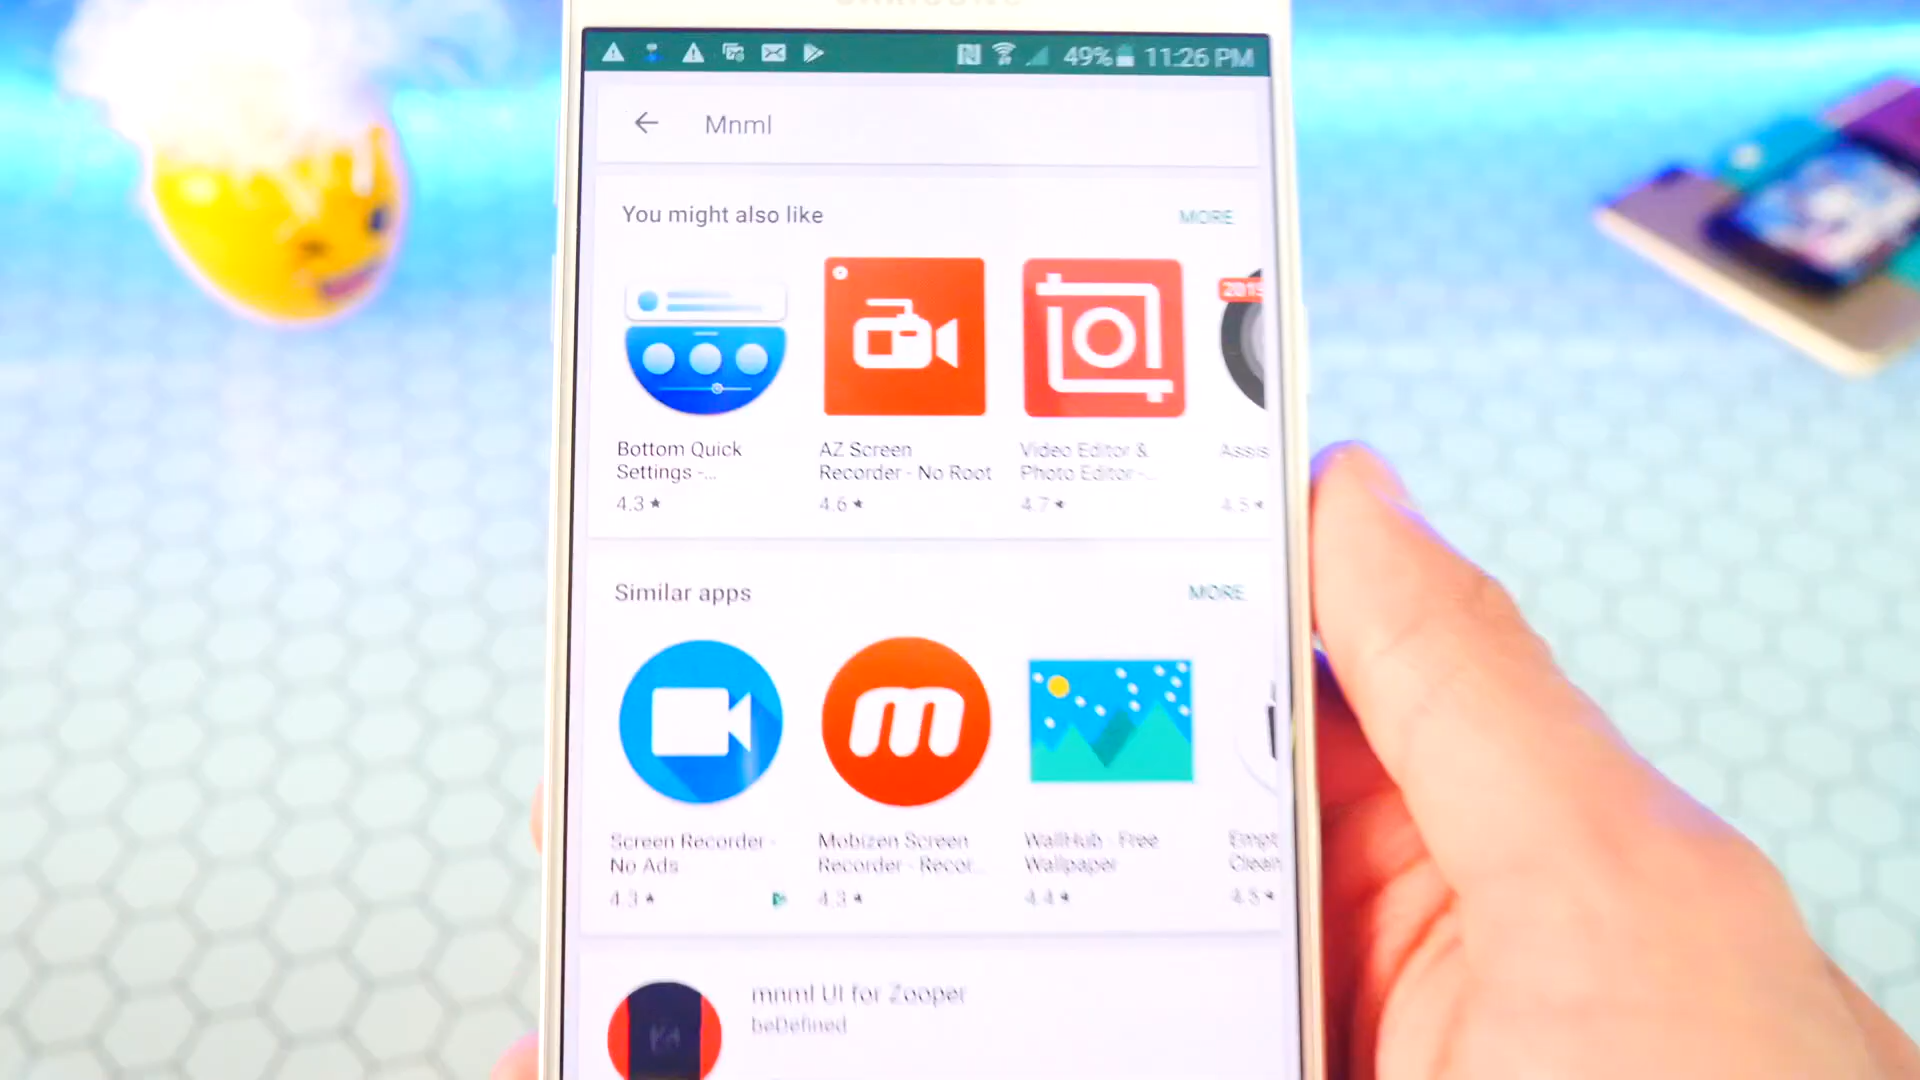 49% 11:26 PM
Mnml
You might also like MORE
2019
Bottom Quick
Settings -...
4.3 ★
AZ Screen
Recorder - No Root
4.6 ★
Video Editor &
Photo Editor -...
4.7 ★
Assis
4.5 ★
Similar apps MORE
m
Screen Recorder -
No Ads
4.3 ★
Mobizen Screen
Recorder - Recor...
4.3 ★
WallHub - Free
Wallpaper
4.4 ★
Empt
Clean
4.5 ★
mnml UI for Zooper
beDefined